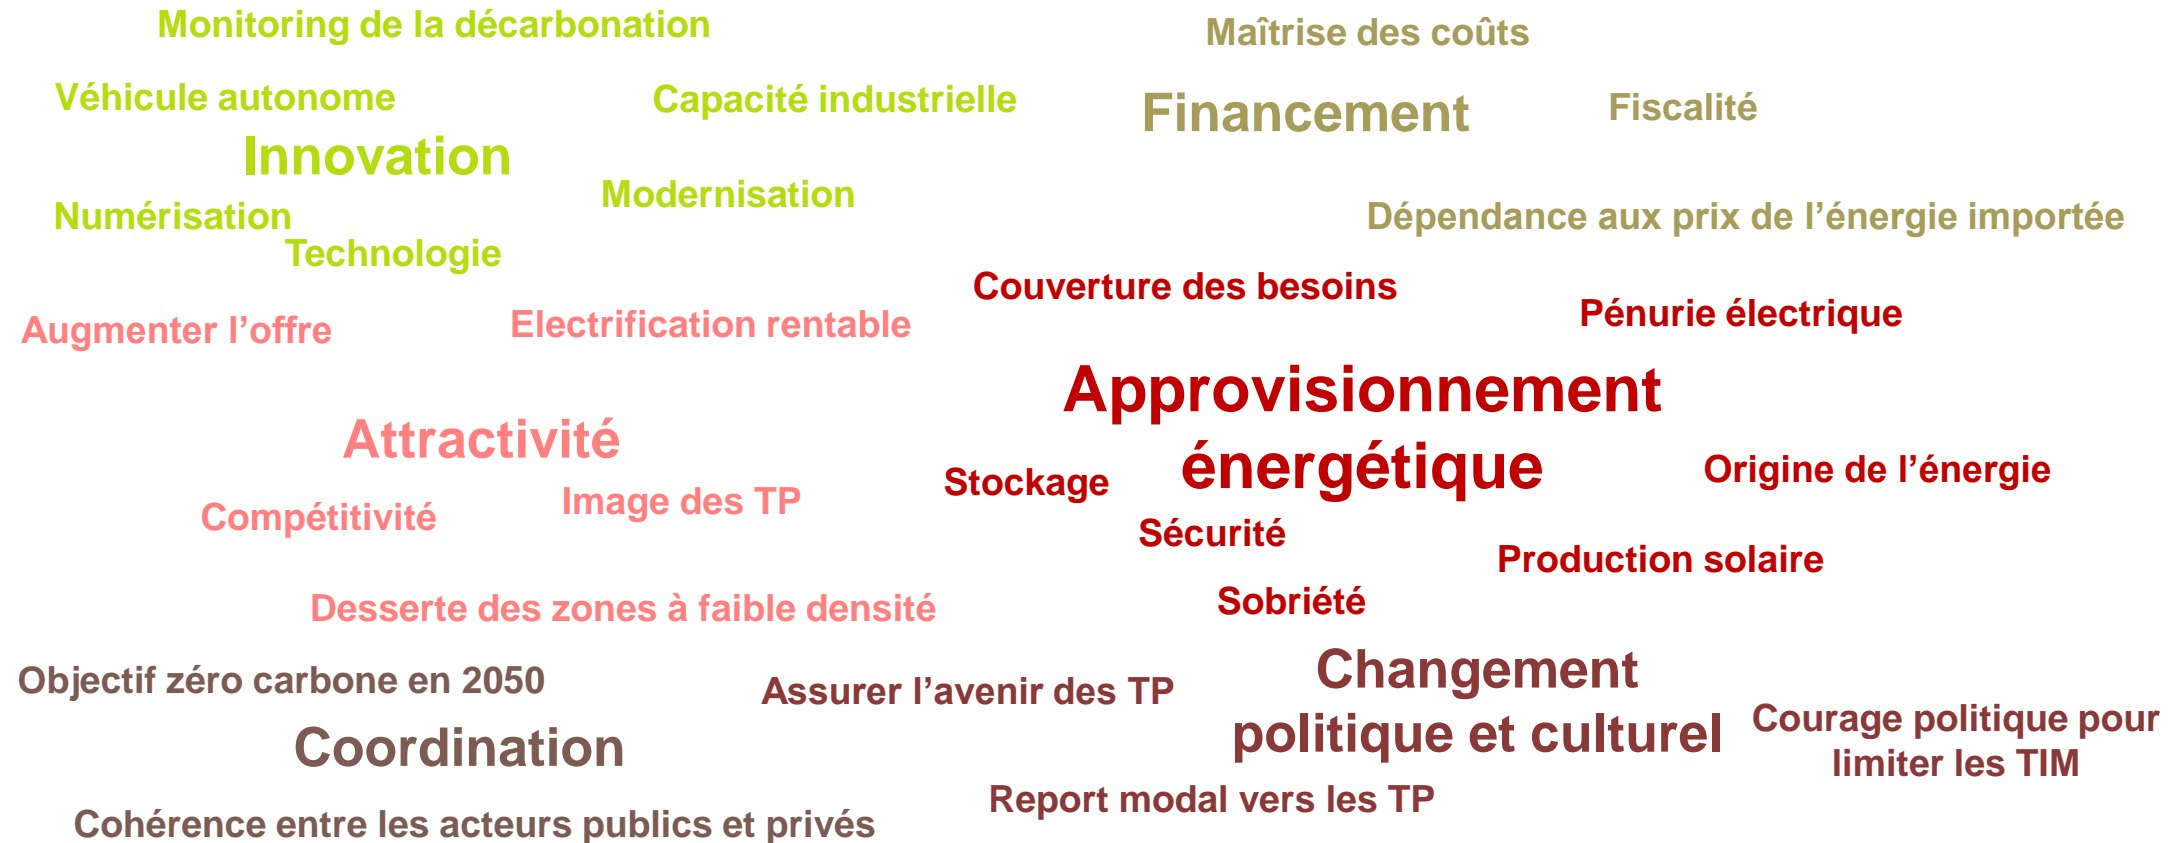 Monitoring de la décarbonation
Véhicule autonome
Capacité industrielle
Innovation
Modernisation
Numérisation
Technologie
Maîtrise des coûts
Financement
Fiscalité
Dépendance aux prix de l’énergie importée
Augmenter l’offre
Electrification rentable
Attractivité
Compétitivité
Image des TP
Desserte des zones à faible densité
Couverture des besoins
Pénurie électrique
Approvisionnement
énergétique
Stockage
Origine de l’énergie
Sécurité
Production solaire
Sobriété
Objectif zéro carbone en 2050
Coordination
Cohérence entre les acteurs publics et privés
Assurer l’avenir des TP
Changement
politique et culturel
Courage politique pour
limiter les TIM
Report modal vers les TP